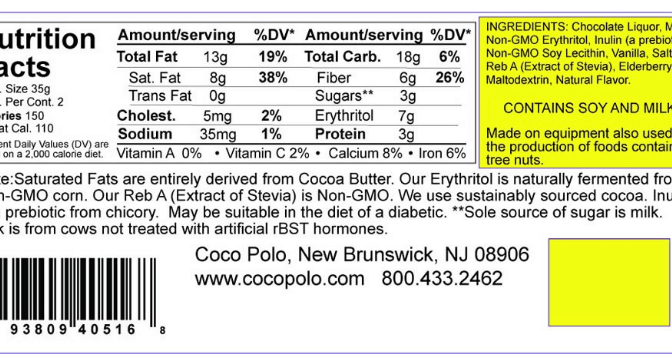 utrition
acts
. Size 35g
. Per Cont. 2
ries 150
at Cal. 110
ent Daily Values (DV) are
on a 2,000 calorie diet.
Amount/serving %DV* Amount/serving %DV*
Total Fat 13g 19% Total Carb. 18g 6%
Sat. Fat 8g 38% Fiber 6g 26%
Trans Fat 0g Sugars** 3g
Cholest. 5mg 2% Erythritol 7g
Sodium 35mg 1% Protein 3g
Vitamin A 0% • Vitamin C 2% • Calcium 8% • Iron 6%
INGREDIENTS: Chocolate Liquor, M
Non-GMO Erythritol, Inulin (a prebio
Non-GMO Soy Lecithin, Vanilla, Salt
Reb A (Extract of Stevia), Elderberry
Maltodextrin, Natural Flavor.
CONTAINS SOY AND MILK
Made on equipment also used
the production of foods contain
tree nuts.
te:Saturated Fats are entirely derived from Cocoa Butter. Our Erythritol is naturally fermented fro
n-GMO corn. Our Reb A (Extract of Stevia) is Non-GMO. We use sustainably sourced cocoa. Inu
prebiotic from chicory. May be suitable in the diet of a diabetic. **Sole source of sugar is milk.
k is from cows not treated with artificial rBST hormones.
Coco Polo, New Brunswick, NJ 08906
www.cocopolo.com 800.433.2462
93809 40516 8